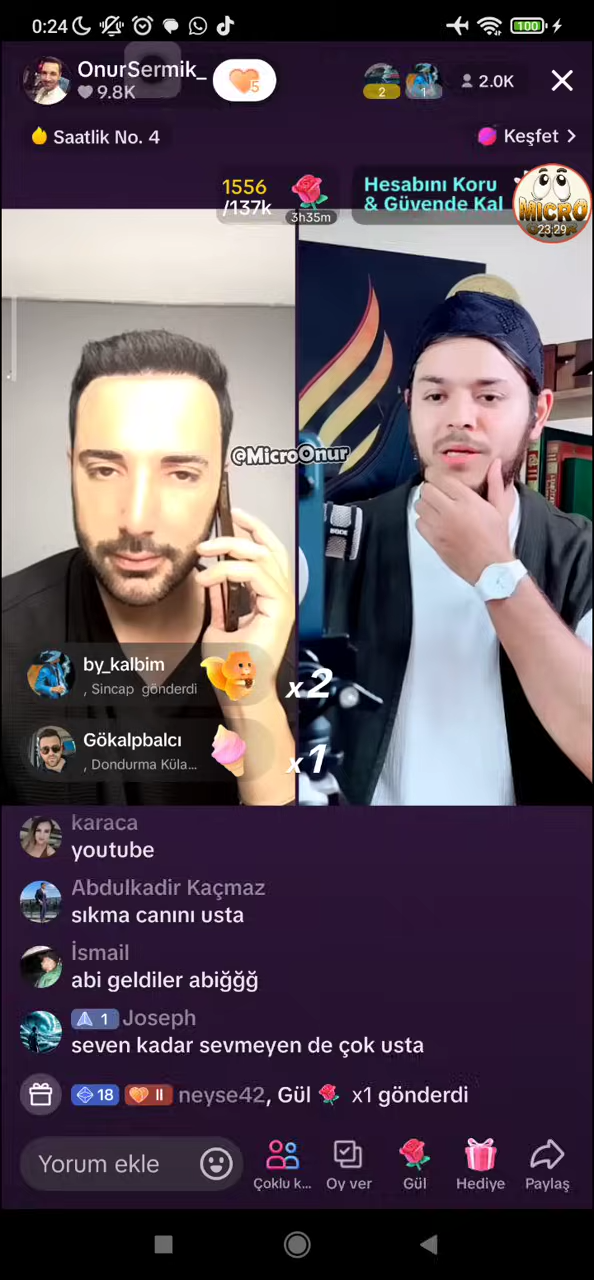 0:24
100
OnurSermik_
9.8K
5
2
1
2.0K
Saatlik No. 4
Keşfet
1556
/137k
3h35m
Hesabını Koru
& Güvende Kal
MICRO
23:29
@MicroOnur
by_kalbim
, Sincap gönderdi
x2
Gökalpbalcı
, Dondurma Küla...
x1
karaca
youtube
Abdulkadir Kaçmaz
sıkma canını usta
İsmail
abi geldiler abiğğğ
1 Joseph
seven kadar sevmeyen de çok usta
18 II neyse42, Gül x1 gönderdi
Yorum ekle
Çoklu k...
Oy ver
Gül
Hediye
Paylaş